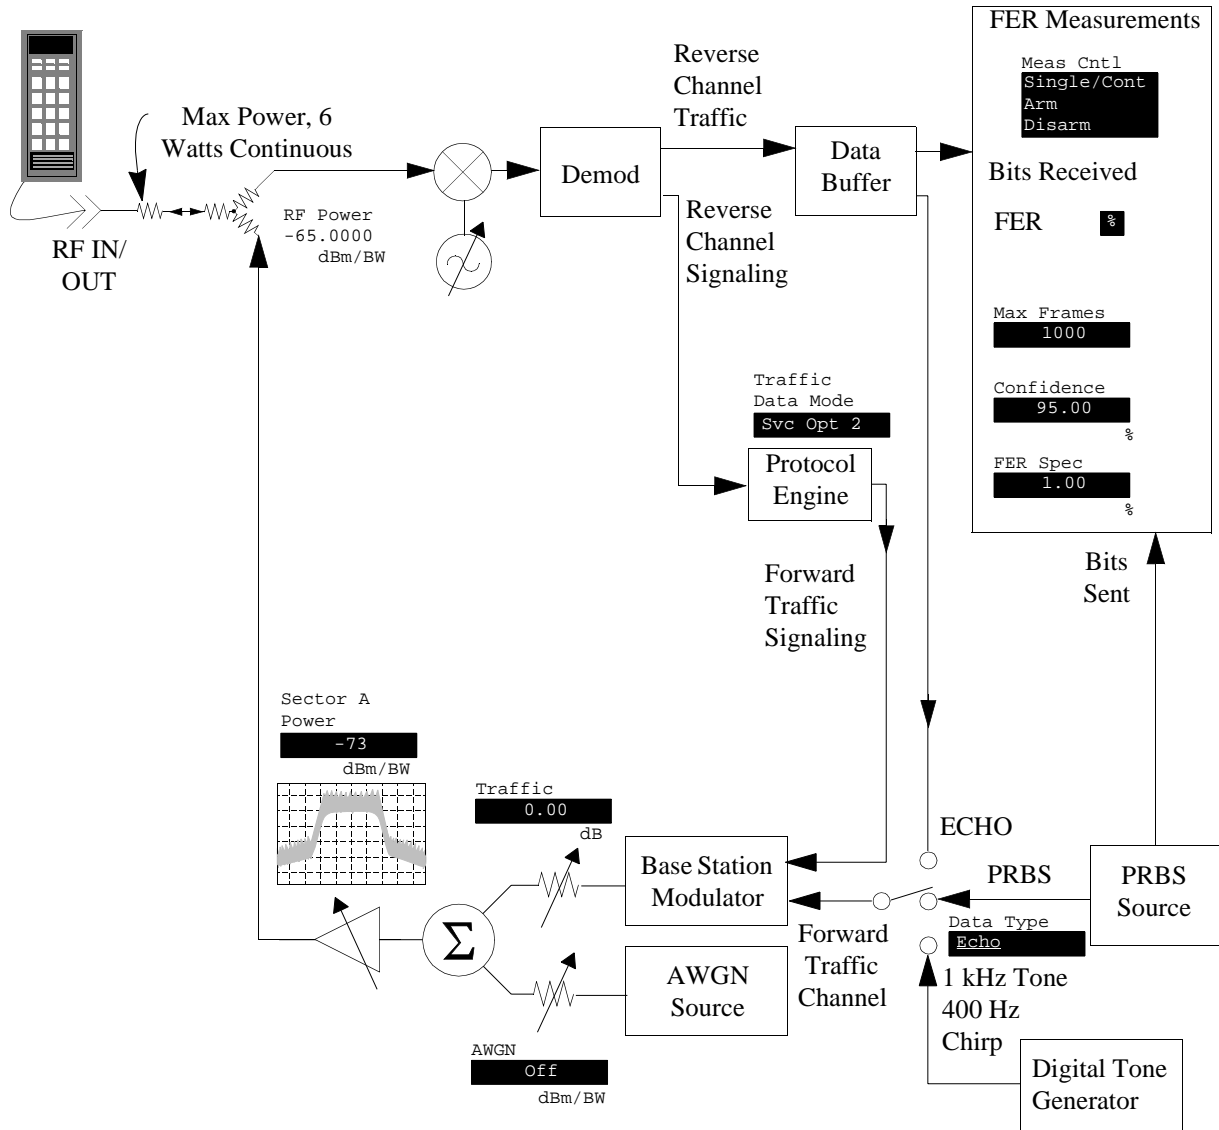 FER Measurements
Meas Cntl
Single/Cont
Arm
Disarm
Bits Received
FER
%
Max Frames
1000
Confidence
95.00
%
FER Spec
1.00
%
Max Power, 6
Watts Continuous
RF IN/
OUT
RF Power
-65.0000
dBm/BW
Demod
Reverse
Channel
Traffic
Data
Buffer
Reverse
Channel
Signaling
Traffic
Data Mode
Svc Opt 2
Protocol
Engine
Forward
Traffic
Signaling
Bits
Sent
Sector A
Power
-73
dBm/BW
Traffic
0.00
dB
Base Station
Modulator
ECHO
PRBS
PRBS
Source
Data Type
Echo
Forward
Traffic
Channel
1 kHz Tone
400 Hz
Chirp
Σ
AWGN
Source
AWGN
Off
dBm/BW
Digital Tone
Generator